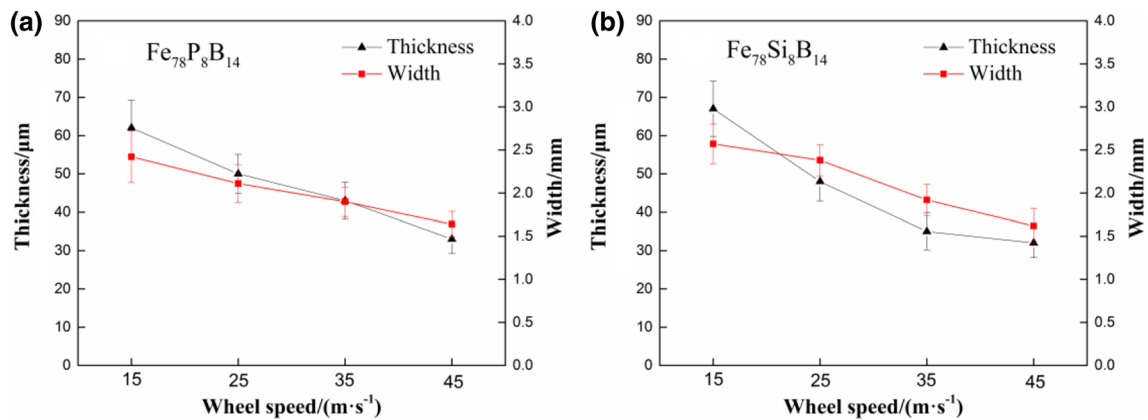 (a)
Fe₇₈P₈B₁₄
Thickness
Width
90
80
70
60
50
40
30
20
10
0
Thickness/μm
4.0
3.5
3.0
2.5
2.0
1.5
1.0
0.5
0.0
Width/mm
15 25 35 45
Wheel speed/(m·s⁻¹)
(b)
Fe₇₈Si₈B₁₄
Thickness
Width
90
80
70
60
50
40
30
20
10
0
Thickness/μm
4.0
3.5
3.0
2.5
2.0
1.5
1.0
0.5
0.0
Width/mm
15 25 35 45
Wheel speed/(m·s⁻¹)